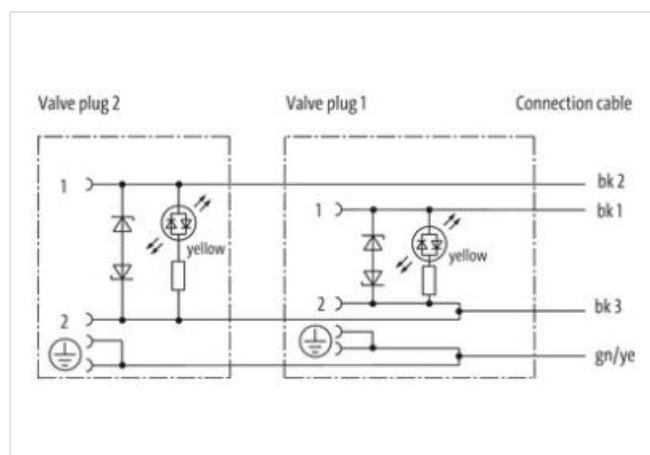 Valve plug 2 Valve plug 1 Connection cable
1 bk 2
1 bk 1
yellow yellow
2 bk 3
2
gn/ye